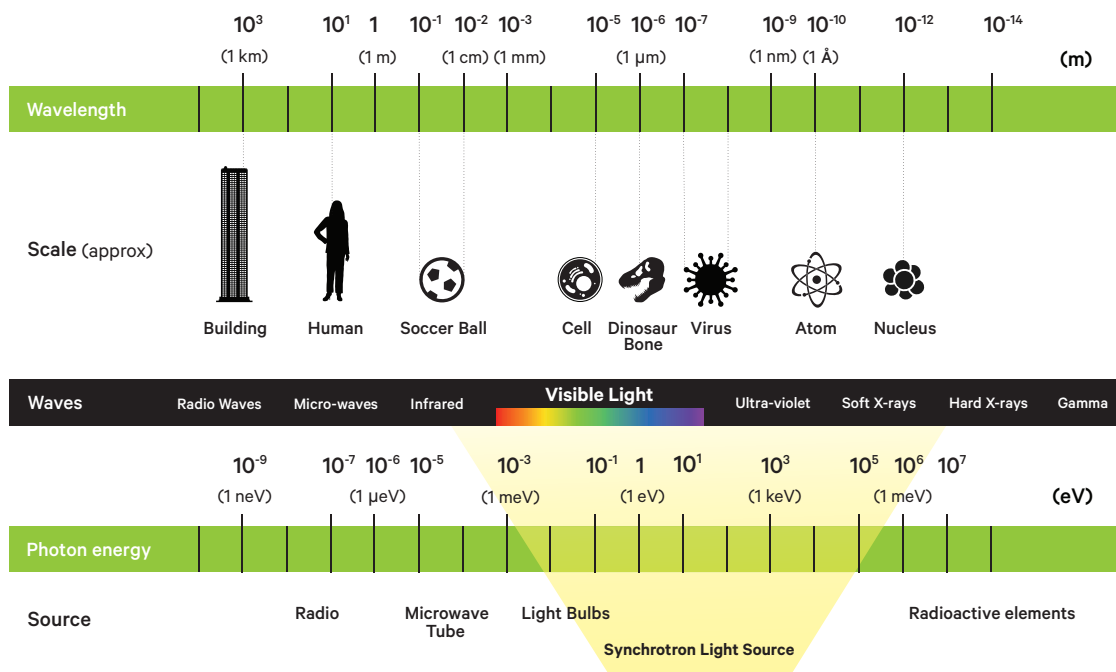 10³ 10¹ 1 10⁻¹ 10⁻² 10⁻³ 10⁻⁵ 10⁻⁶ 10⁻⁷ 10⁻⁹ 10⁻¹⁰ 10⁻¹² 10⁻¹⁴
(1 km) (1 m) (1 cm) (1 mm) (1 μm) (1 nm) (1 Å) (m)
Wavelength
Scale (approx)
Building Human Soccer Ball Cell Dinosaur Virus Atom Nucleus
Bone
Waves Radio Waves Micro-waves Infrared Visible Light Ultra-violet Soft X-rays Hard X-rays Gamma
10⁻⁹ 10⁻⁷ 10⁻⁶ 10⁻⁵ 10⁻³ 10⁻¹ 1 10¹ 10³ 10⁵ 10⁶ 10⁷
(1 neV) (1 μeV) (1 meV) (1 eV) (1 keV) (1 meV) (eV)
Photon energy
Source Radio Microwave Light Bulbs Radioactive elements
Tube
Synchrotron Light Source